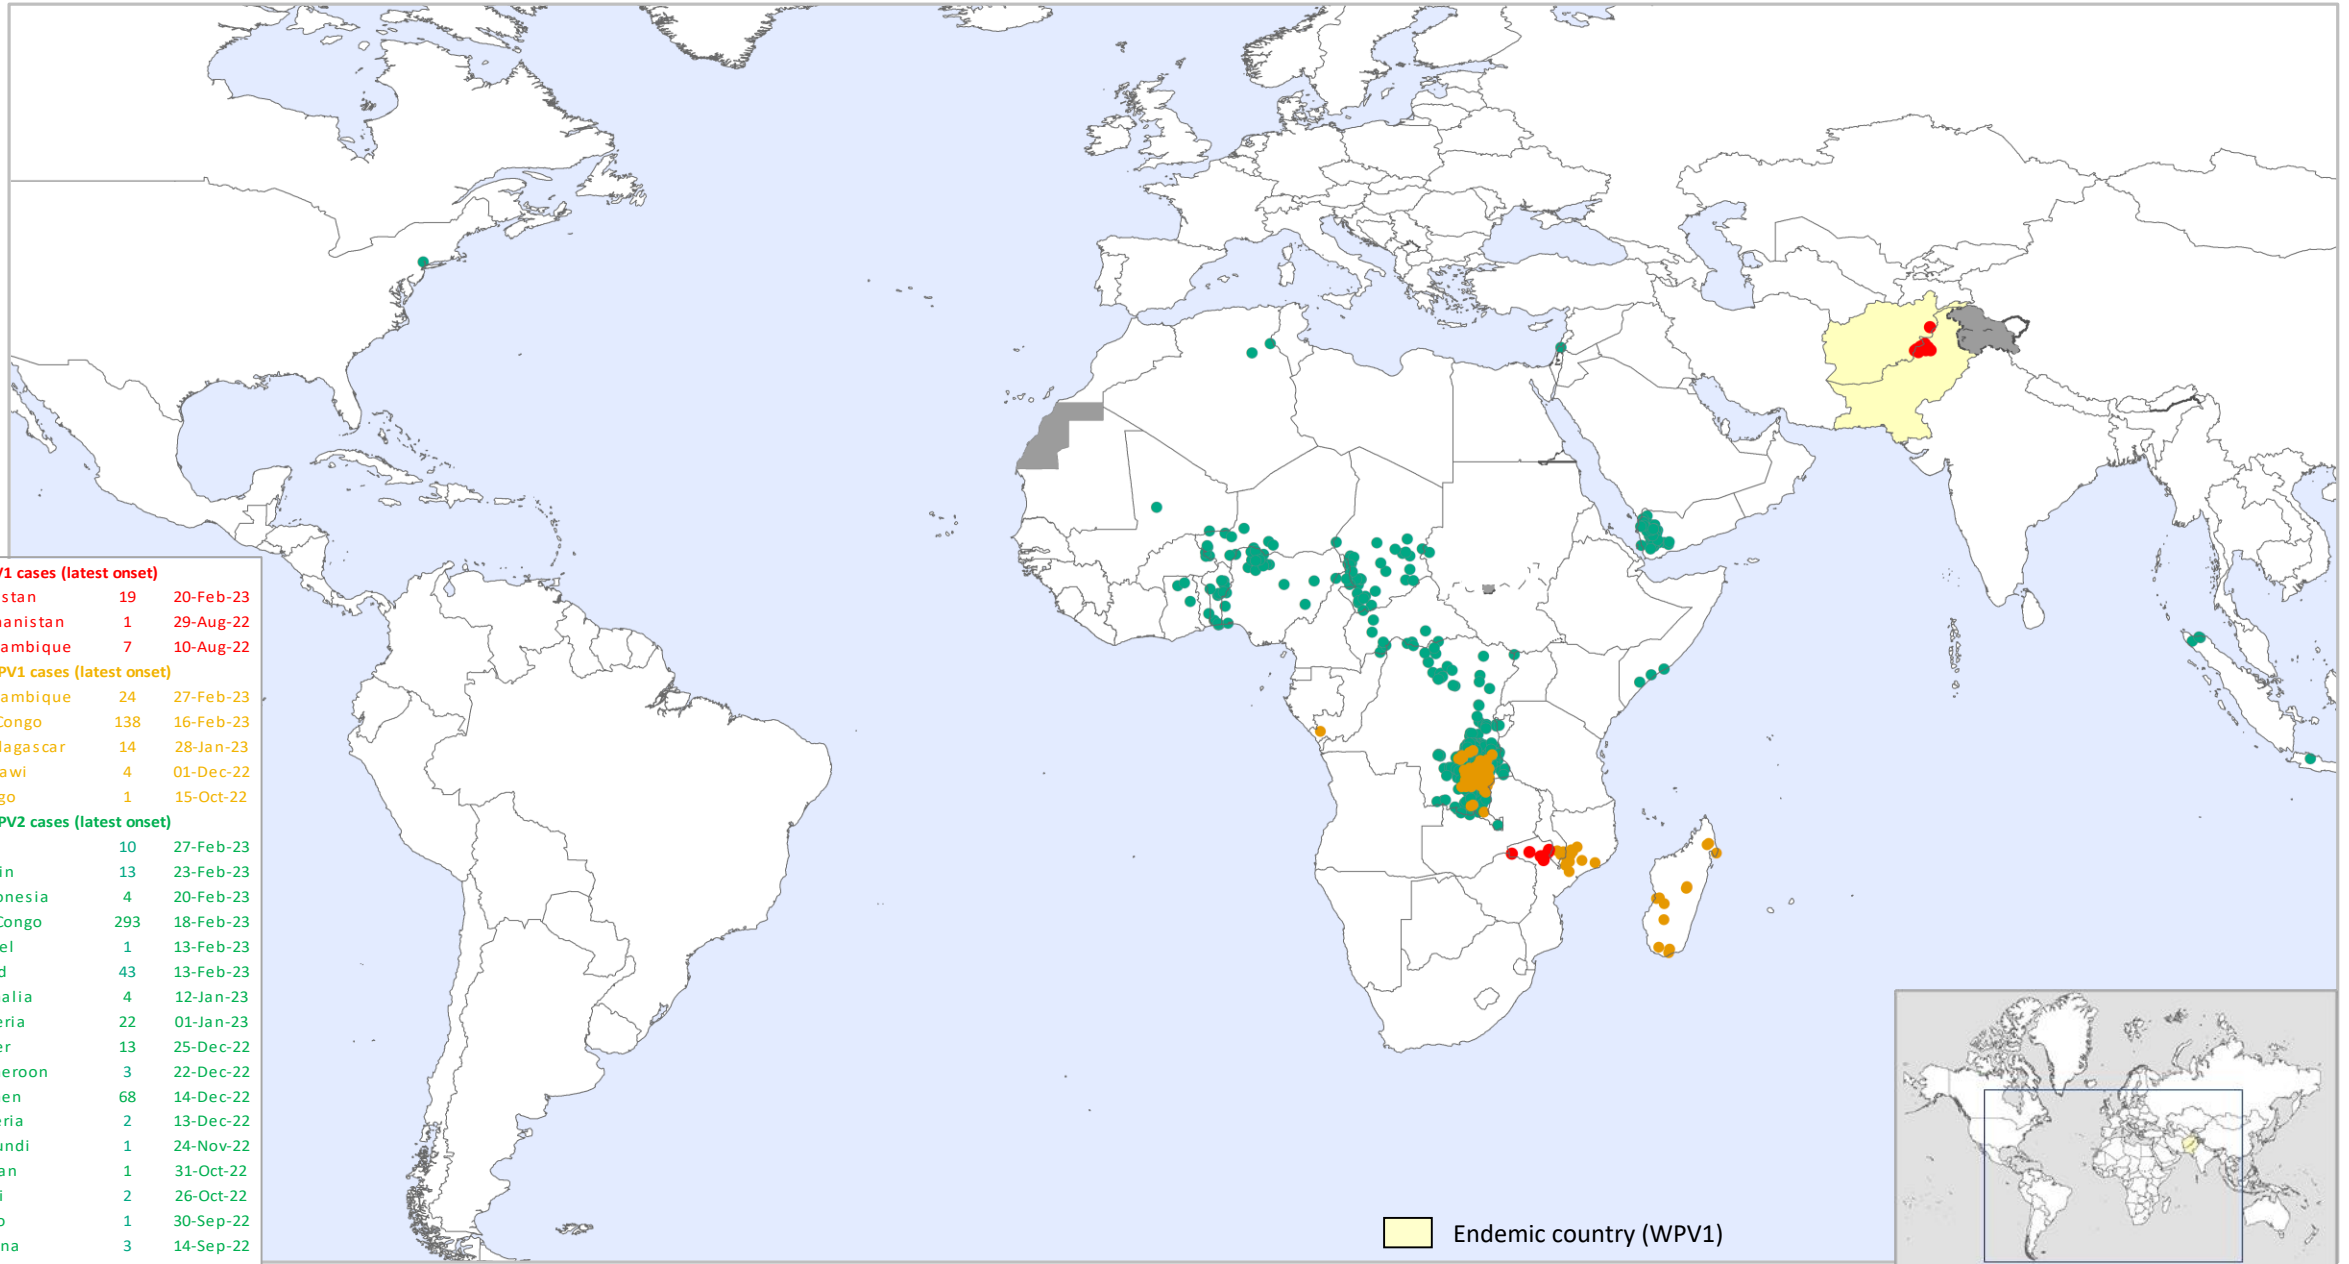 V1 cases (latest onset)
stan 19 20-Feb-23
hanistan 1 29-Aug-22
ambique 7 10-Aug-22
PV1 cases (latest onset)
ambique 24 27-Feb-23
Congo 138 16-Feb-23
dagascar 14 28-Jan-23
awi 4 01-Dec-22
go 1 15-Oct-22
PV2 cases (latest onset)
10 27-Feb-23
in 13 23-Feb-23
onesia 4 20-Feb-23
Congo 293 18-Feb-23
el 1 13-Feb-23
d 43 13-Feb-23
alia 4 12-Jan-23
eria 22 01-Jan-23
er 13 25-Dec-22
eroon 3 22-Dec-22
en 68 14-Dec-22
eria 2 13-Dec-22
undi 1 24-Nov-22
an 1 31-Oct-22
i 2 26-Oct-22
o 1 30-Sep-22
na 3 14-Sep-22
Endemic country (WPV1)